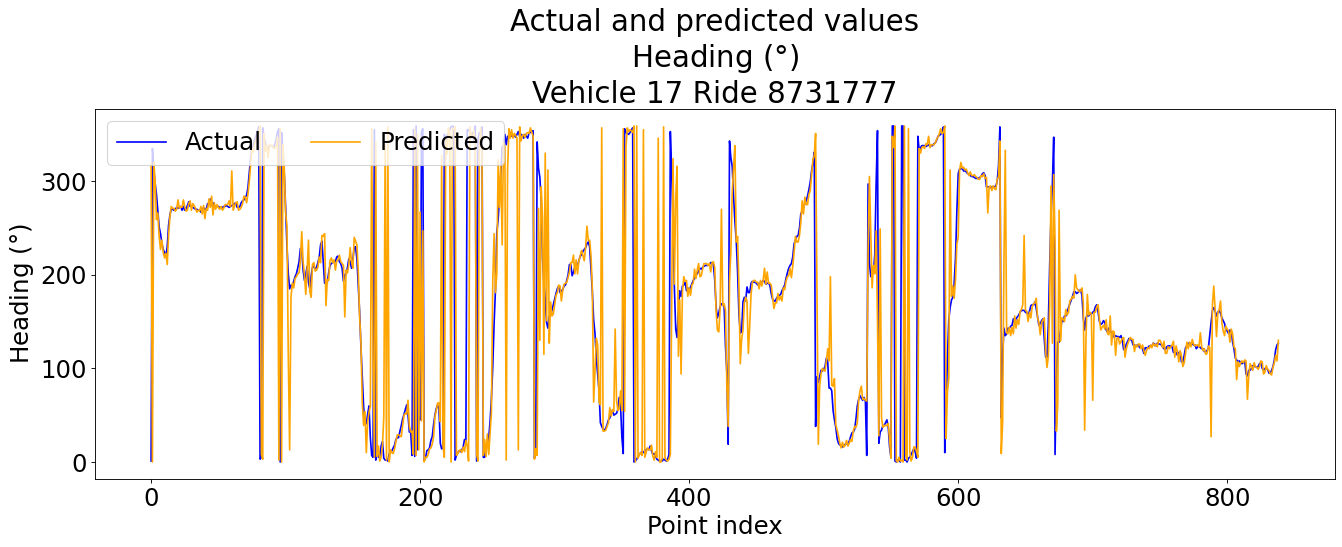 Actual and predicted values
Heading (°)
Vehicle 17 Ride 8731777
Actual
Predicted
300
200
100
0
Heading (°)
0
200
400
600
800
Point index